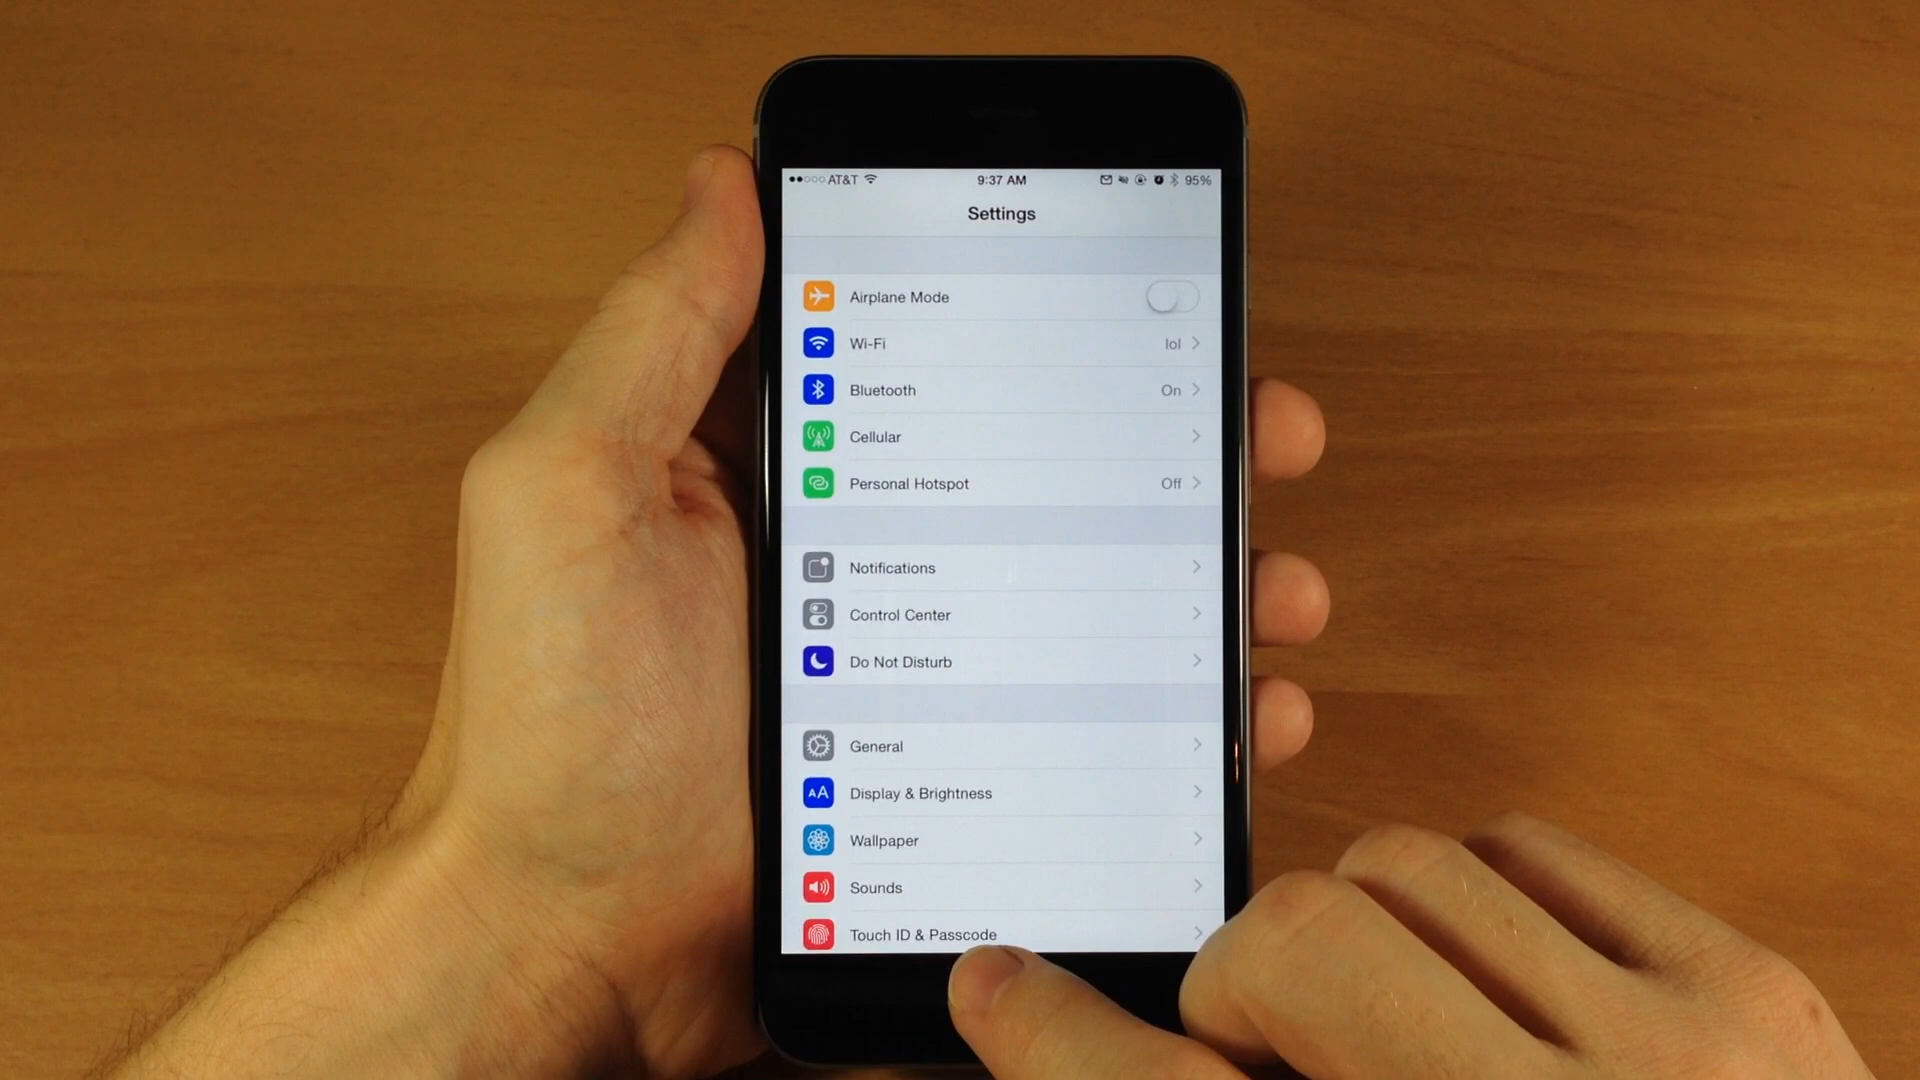 AT&T 9:37 AM 95%
Settings
Airplane Mode
Wi-Fi lol
Bluetooth On
Cellular
Personal Hotspot Off
Notifications
Control Center
Do Not Disturb
General
AA Display & Brightness
Wallpaper
Sounds
Touch ID & Passcode